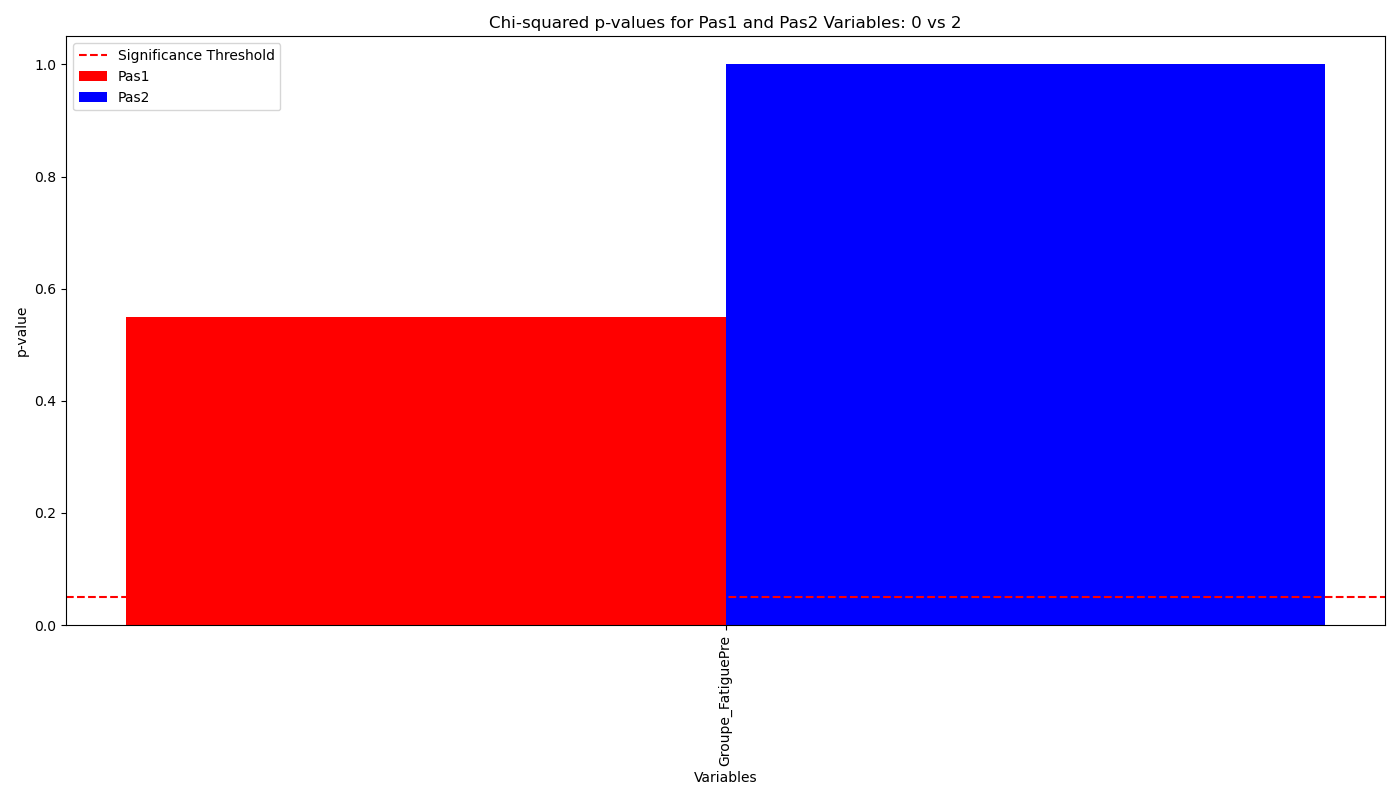 Chi-squared p-values for Pas1 and Pas2 Variables: 0 vs 2
Significance Threshold
Pas1
Pas2
1.0
0.8
0.6
0.4
0.2
0.0
p-value
Groupe_FatiguePre
Variables